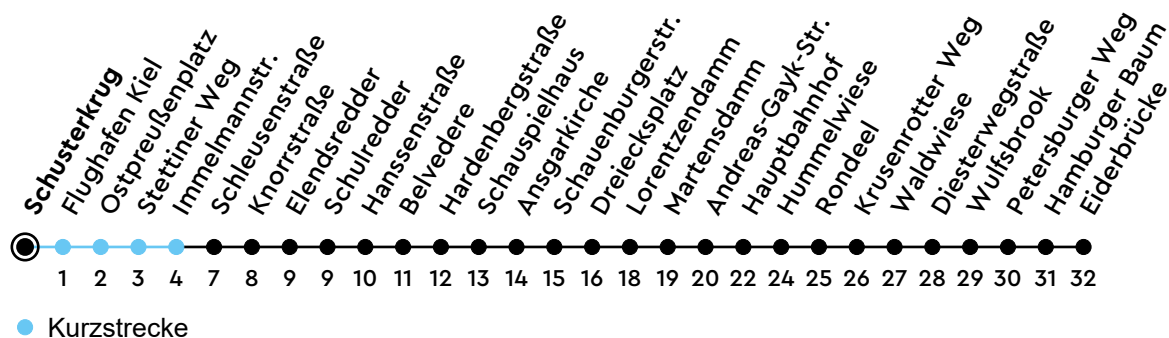 Schusterkrug
Flughafen Kiel
Ostpreußenplatz
Stettiner Weg
Immelmannstr.
Schleusenstraße
Knorrstraße
Elendsredder
Schulredder
Hanssenstraße
Belvedere
Hardenbergstraße
Schauspielhaus
Ansgarkirche
Schauenburgerstr.
Dreiecksplatz
Lorentzendamm
Martensdamm
Andreas-Gayk-Str.
Hauptbahnhof
Hummelwiese
Rondeel
Krusenrotter Weg
Waldwiese
Diesterwegstraße
Wulfsbrook
Petersburger Weg
Hamburger Baum
Eiderbrücke
1 2 3 4 7 8 9 9 10 11 12 13 14 15 16 18 19 20 22 24 25 26 27 28 29 30 31 32
Kurzstrecke